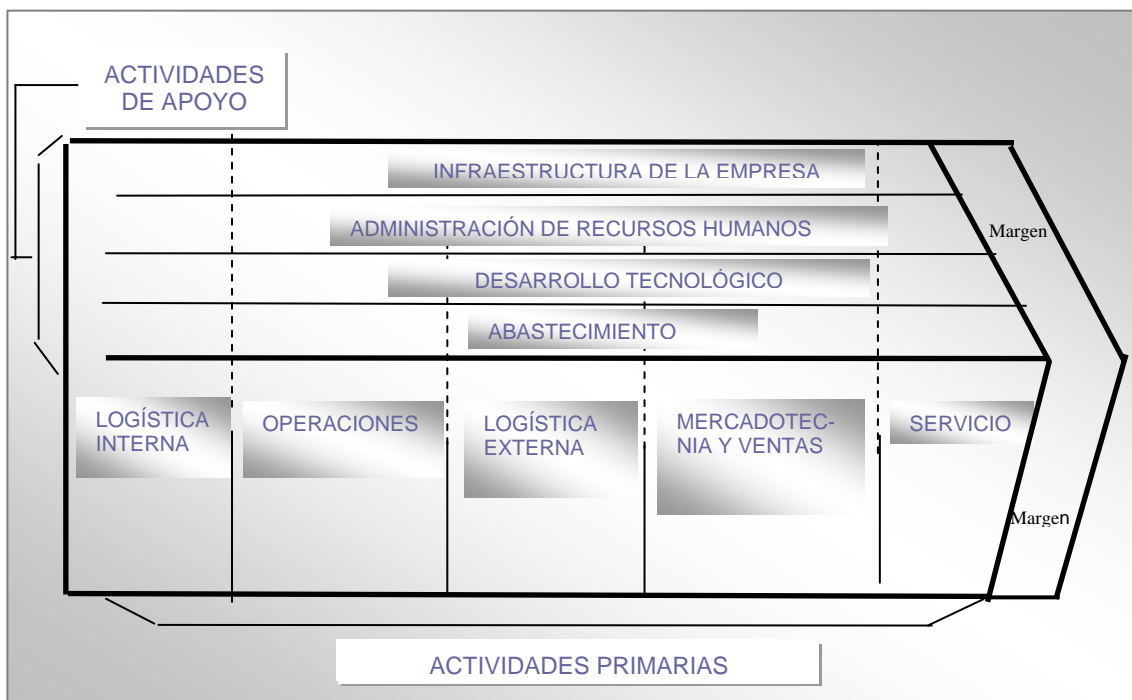 ACTIVIDADES
DE APOYO
INFRAESTRUCTURA DE LA EMPRESA
ADMINISTRACIÓN DE RECURSOS HUMANOS
Margen
DESARROLLO TECNOLÓGICO
ABASTECIMIENTO
LOGÍSTICA
INTERNA
OPERACIONES
LOGÍSTICA
EXTERNA
MERCADOTEC-
NIA Y VENTAS
SERVICIO
Margen
ACTIVIDADES PRIMARIAS